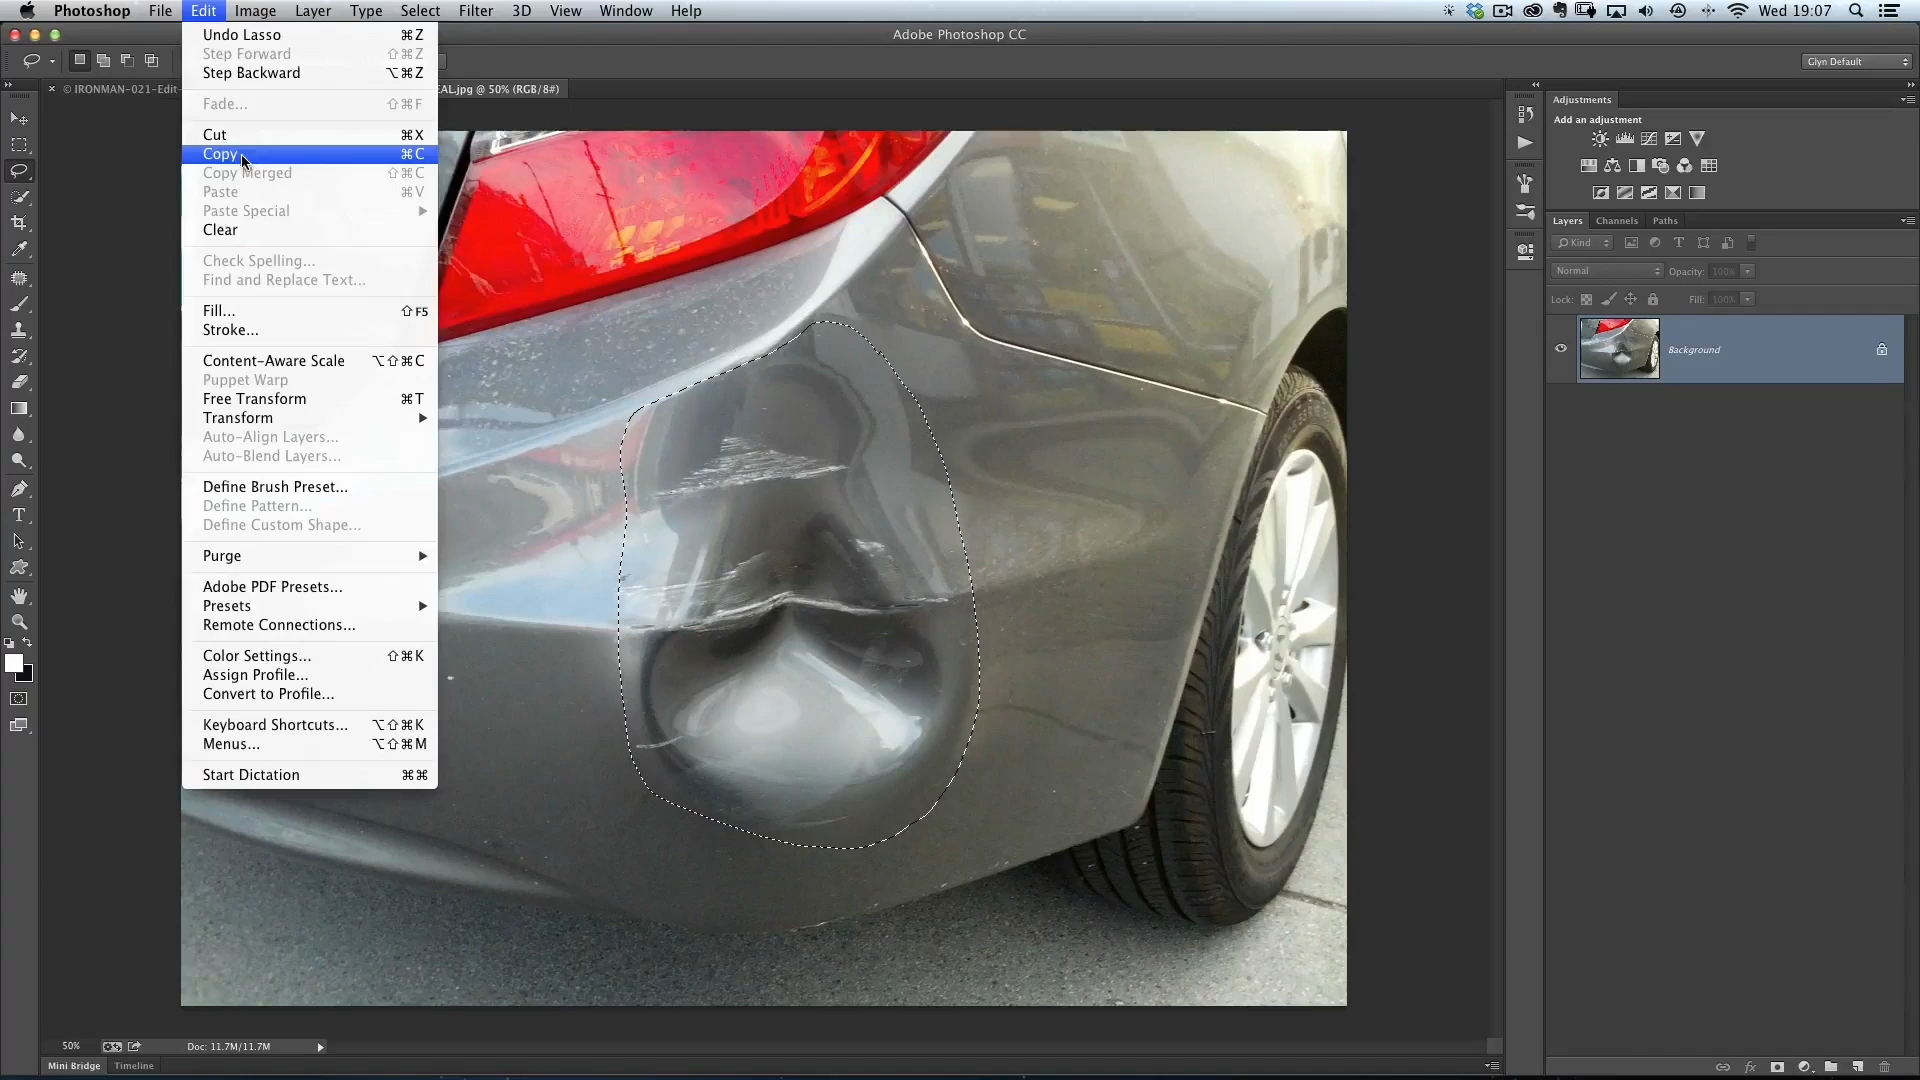 Photoshop File Edit Image Layer Type Select Filter 3D View Window Help Wed 19:07
Adobe Photoshop CC
Glyn Default
© IRONMAN-021-Edit- EAL.jpg @ 50% (RGB/8#)
Undo Lasso ⌘Z
Step Forward ⇧⌘Z
Step Backward ⌥⌘Z
Fade... ⇧⌘F
Cut ⌘X
Copy ⌘C
Copy Merged ⇧⌘C
Paste ⌘V
Paste Special
Clear
Check Spelling...
Find and Replace Text...
Fill... ⇧F5
Stroke...
Content-Aware Scale ⌥⇧⌘C
Puppet Warp
Free Transform ⌘T
Transform
Auto-Align Layers...
Auto-Blend Layers...
Define Brush Preset...
Define Pattern...
Define Custom Shape...
Purge
Adobe PDF Presets...
Presets
Remote Connections...
Color Settings... ⇧⌘K
Assign Profile...
Convert to Profile...
Keyboard Shortcuts... ⌥⇧⌘K
Menus... ⌥⇧⌘M
Start Dictation ⌘⌘
Adjustments
Add an adjustment
Layers Channels Paths
Kind
Normal Opacity: 100%
Lock: Fill: 100%
Background
50% Doc: 11.7M/11.7M
Mini Bridge Timeline